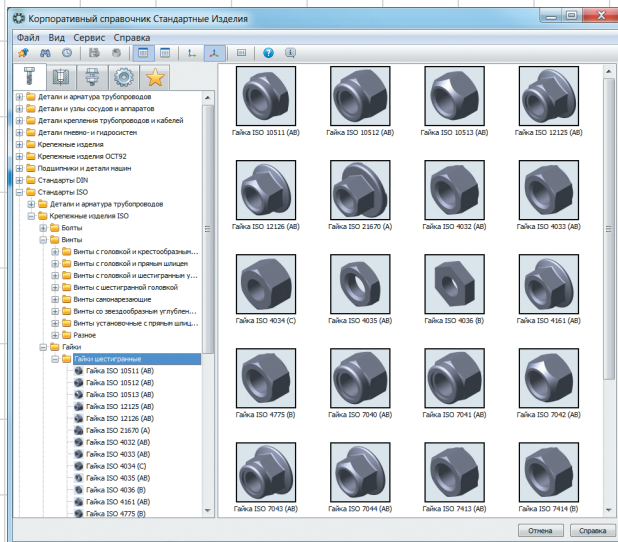 Корпоративный справочник Стандартные Изделия
Файл Вид Сервис Справка
Детали и арматура трубопроводов
Детали и узлы сосудов и аппаратов
Детали крепления трубопроводов и кабелей
Детали пневмо- и гидросистем
Крепежные изделия
Крепежные изделия ОСТ92
Подшипники и детали машин
Стандарты DIN
Стандарты ISO
Детали и арматура трубопроводов
Крепежные изделия ISO
Болты
Винты
Винты с головкой и крестообразным...
Винты с головкой и прямым шлицем
Винты с головкой и шестигранным у...
Винты с шестигранной головкой
Винты самонарезающие
Винты со звездообразным углублен...
Винты установочные с прямым шлиц...
Разное
Гайки
Гайки шестигранные
Гайка ISO 10511 (AB)
Гайка ISO 10512 (AB)
Гайка ISO 10513 (AB)
Гайка ISO 12125 (AB)
Гайка ISO 12126 (AB)
Гайка ISO 21670 (A)
Гайка ISO 4032 (AB)
Гайка ISO 4033 (AB)
Гайка ISO 4034 (C)
Гайка ISO 4035 (AB)
Гайка ISO 4036 (B)
Гайка ISO 4161 (AB)
Гайка ISO 4775 (B)
Гайка ISO 10511 (AB) Гайка ISO 10512 (AB) Гайка ISO 10513 (AB) Гайка ISO 12125 (AB)
Гайка ISO 12126 (AB) Гайка ISO 21670 (A) Гайка ISO 4032 (AB) Гайка ISO 4033 (AB)
Гайка ISO 4034 (C) Гайка ISO 4035 (AB) Гайка ISO 4036 (B) Гайка ISO 4161 (AB)
Гайка ISO 4775 (B) Гайка ISO 7040 (AB) Гайка ISO 7041 (AB) Гайка ISO 7042 (AB)
Гайка ISO 7043 (AB) Гайка ISO 7044 (AB) Гайка ISO 7413 (AB) Гайка ISO 7414 (B)
Отмена Справка